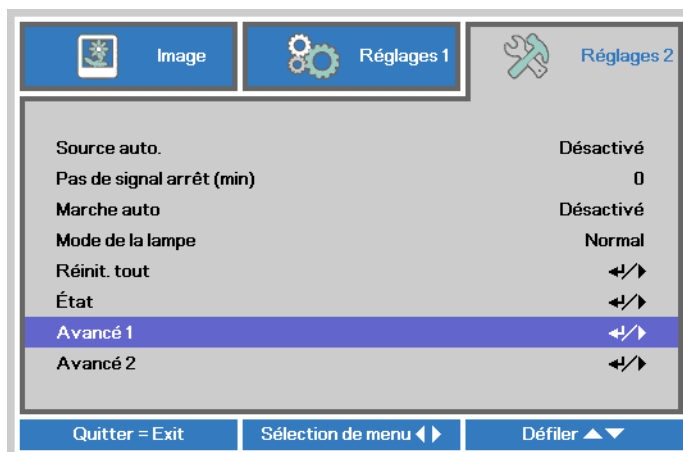 Image Réglages 1 Réglages 2
Source auto. Désactivé
Pas de signal arrêt (min) 0
Marche auto Désactivé
Mode de la lampe Normal
Réinit. tout
État
Avancé 1
Avancé 2
Quitter = Exit Sélection de menu Défiler